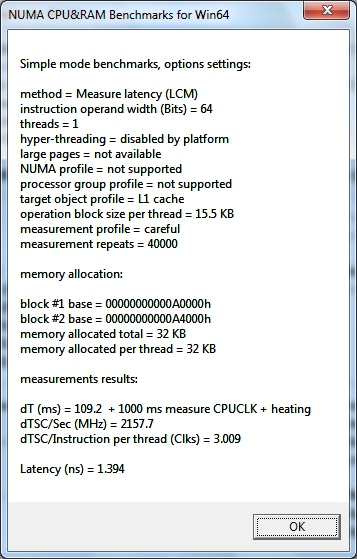 NUMA CPU&RAM Benchmarks for Win64
Simple mode benchmarks, options settings:
method = Measure latency (LCM)
instruction operand width (Bits) = 64
threads = 1
hyper-threading = disabled by platform
large pages = not available
NUMA profile = not supported
processor group profile = not supported
target object profile = L1 cache
operation block size per thread = 15.5 KB
measurement profile = careful
measurement repeats = 40000
memory allocation:
block #1 base = 00000000000A0000h
block #2 base = 00000000000A4000h
memory allocated total = 32 KB
memory allocated per thread = 32 KB
measurements results:
dT (ms) = 109.2  + 1000 ms measure CPUCLK + heating
dTSC/Sec (MHz) = 2157.7
dTSC/Instruction per thread (Clks) = 3.009
Latency (ns) = 1.394
OK